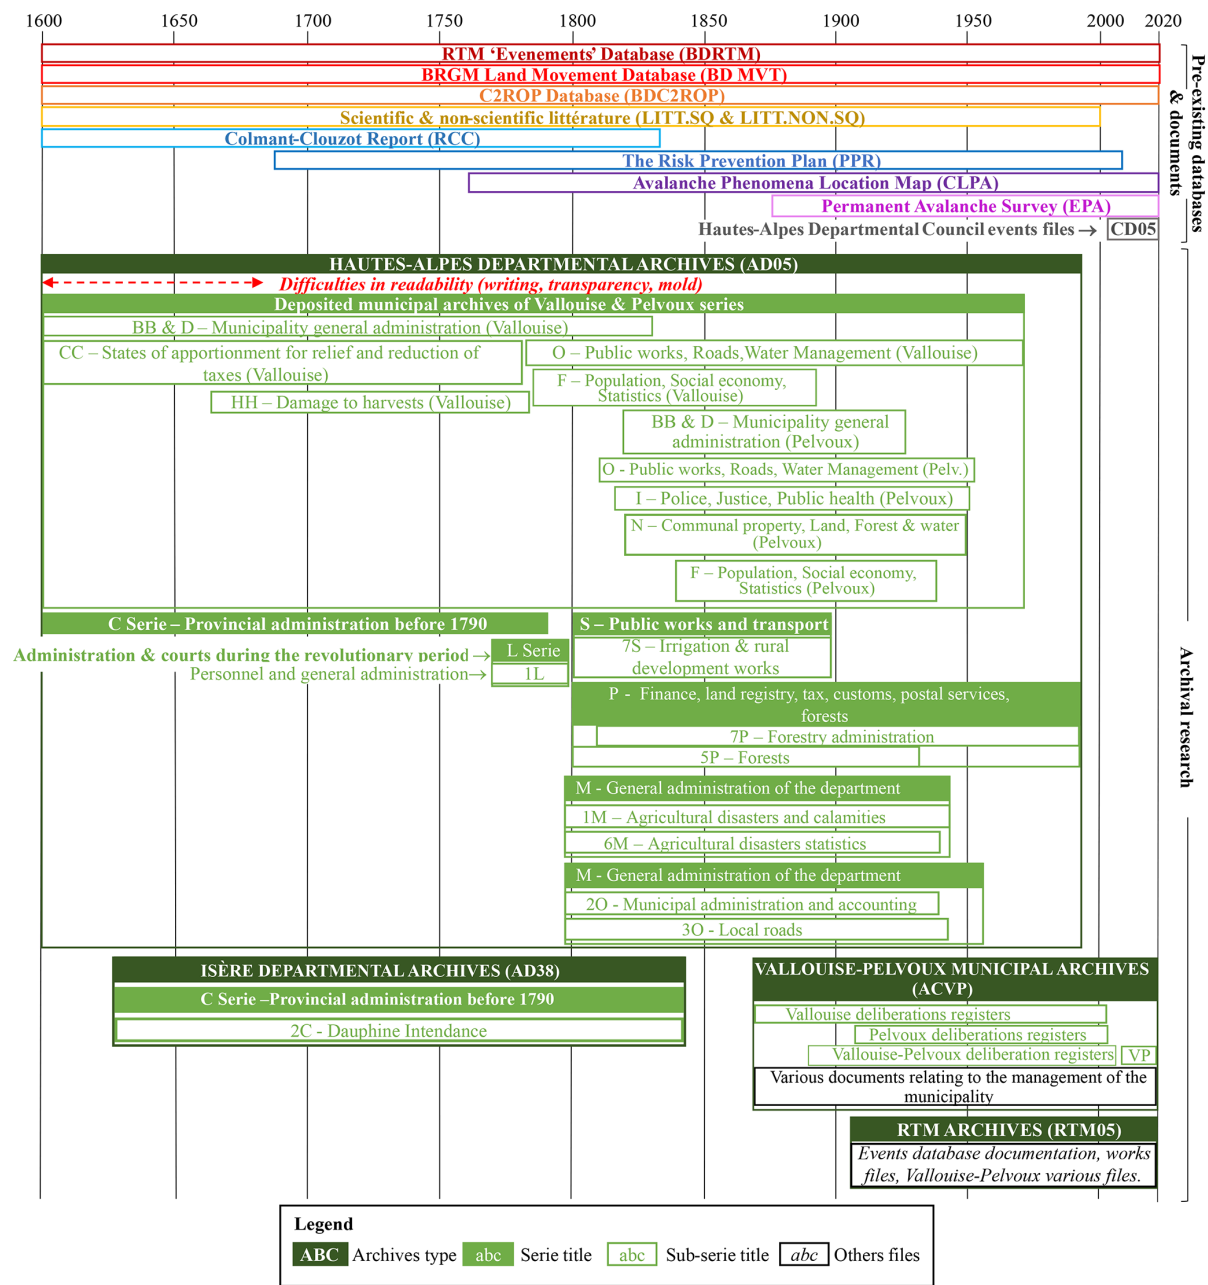 1600 1650 1700 1750 1800 1850 1900 1950 2000 2020
RTM ‘Evenements’ Database (BDRTM)
BRGM Land Movement Database (BD MVT)
C2ROP Database (BDC2ROP)
Scientific & non-scientific littérature (LITT.SQ & LITT.NON.SQ)
Colmant-Clouzot Report (RCC)
The Risk Prevention Plan (PPR)
Avalanche Phenomena Location Map (CLPA)
Permanent Avalanche Survey (EPA)
Hautes-Alpes Departmental Council events files → CD05
Pre-existing databases
& documents
HAUTES-ALPES DEPARTMENTAL ARCHIVES (AD05)
Difficulties in readability (writing, transparency, mold)
Deposited municipal archives of Vallouise & Pelvoux series
BB & D – Municipality general administration (Vallouise)
CC – States of apportionment for relief and reduction of
taxes (Vallouise)
O – Public works, Roads,Water Management (Vallouise)
F – Population, Social economy,
Statistics (Vallouise)
HH – Damage to harvests (Vallouise)
BB & D – Municipality general
administration (Pelvoux)
O - Public works, Roads, Water Management (Pelv.)
I – Police, Justice, Public health (Pelvoux)
N – Communal property, Land, Forest & water
(Pelvoux)
F – Population, Social economy,
Statistics (Pelvoux)
C Serie – Provincial administration before 1790
S – Public works and transport
Administration & courts during the revolutionary period → L Serie
Personnel and general administration→ 1L
7S – Irrigation & rural
development works
P - Finance, land registry, tax, customs, postal services,
forests
7P – Forestry administration
5P – Forests
M - General administration of the department
1M – Agricultural disasters and calamities
6M – Agricultural disasters statistics
M - General administration of the department
2O - Municipal administration and accounting
3O - Local roads
Archival research
ISÈRE DEPARTMENTAL ARCHIVES (AD38)
C Serie –Provincial administration before 1790
2C - Dauphine Intendance
VALLOUISE-PELVOUX MUNICIPAL ARCHIVES
(ACVP)
Vallouise deliberations registers
Pelvoux deliberations registers
Vallouise-Pelvoux deliberation registers VP
Various documents relating to the management of the
municipality
RTM ARCHIVES (RTM05)
Events database documentation, works
files, Vallouise-Pelvoux various files.
Legend
ABC Archives type abc Serie title abc Sub-serie title abc Others files